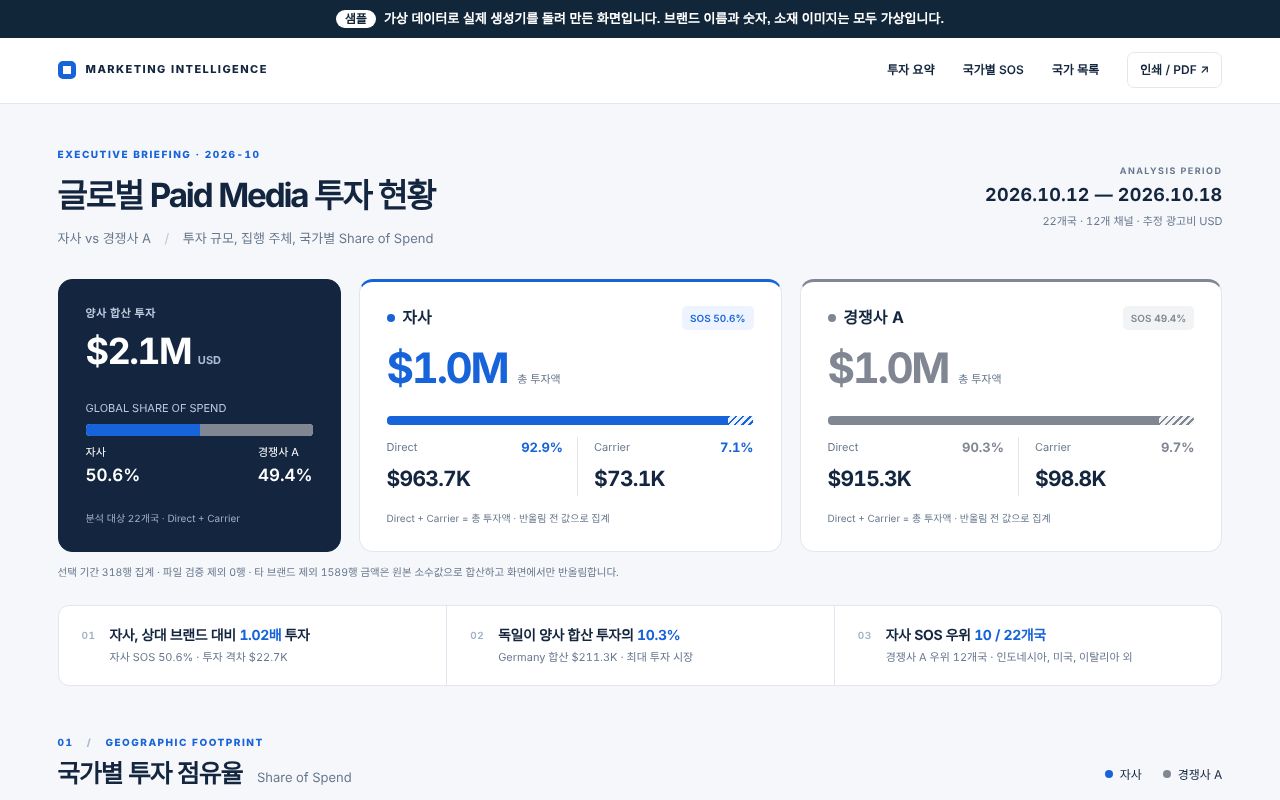 샘플 가상 데이터로 실제 생성기를 돌려 만든 화면입니다. 브랜드 이름과 숫자, 소재 이미지는 모두 가상입니다.
MARKETING INTELLIGENCE
투자 요약 국가별 SOS 국가 목록 인쇄 / PDF ↗
EXECUTIVE BRIEFING · 2026-10
글로벌 Paid Media 투자 현황
자사 vs 경쟁사 A / 투자 규모, 집행 주체, 국가별 Share of Spend
ANALYSIS PERIOD
2026.10.12 — 2026.10.18
22개국 · 12개 채널 · 추정 광고비 USD
양사 합산 투자
$2.1M USD
GLOBAL SHARE OF SPEND
자사 경쟁사 A
50.6% 49.4%
분석 대상 22개국 · Direct + Carrier
자사 SOS 50.6%
$1.0M 총 투자액
Direct 92.9% Carrier 7.1%
$963.7K $73.1K
Direct + Carrier = 총 투자액 · 반올림 전 값으로 집계
경쟁사 A SOS 49.4%
$1.0M 총 투자액
Direct 90.3% Carrier 9.7%
$915.3K $98.8K
Direct + Carrier = 총 투자액 · 반올림 전 값으로 집계
선택 기간 318행 집계 · 파일 검증 제외 0행 · 타 브랜드 제외 1589행 금액은 원본 소수값으로 합산하고 화면에서만 반올림합니다.
01 자사, 상대 브랜드 대비 1.02배 투자
자사 SOS 50.6% · 투자 격차 $22.7K
02 독일이 양사 합산 투자의 10.3%
Germany 합산 $211.3K · 최대 투자 시장
03 자사 SOS 우위 10 / 22개국
경쟁사 A 우위 12개국 · 인도네시아, 미국, 이탈리아 외
01 / GEOGRAPHIC FOOTPRINT
국가별 투자 점유율 Share of Spend
자사 경쟁사 A